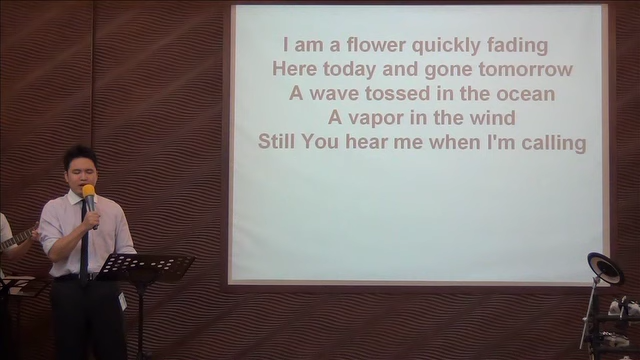 I am a flower quickly fading
Here today and gone tomorrow
A wave tossed in the ocean
A vapor in the wind
Still You hear me when I'm calling